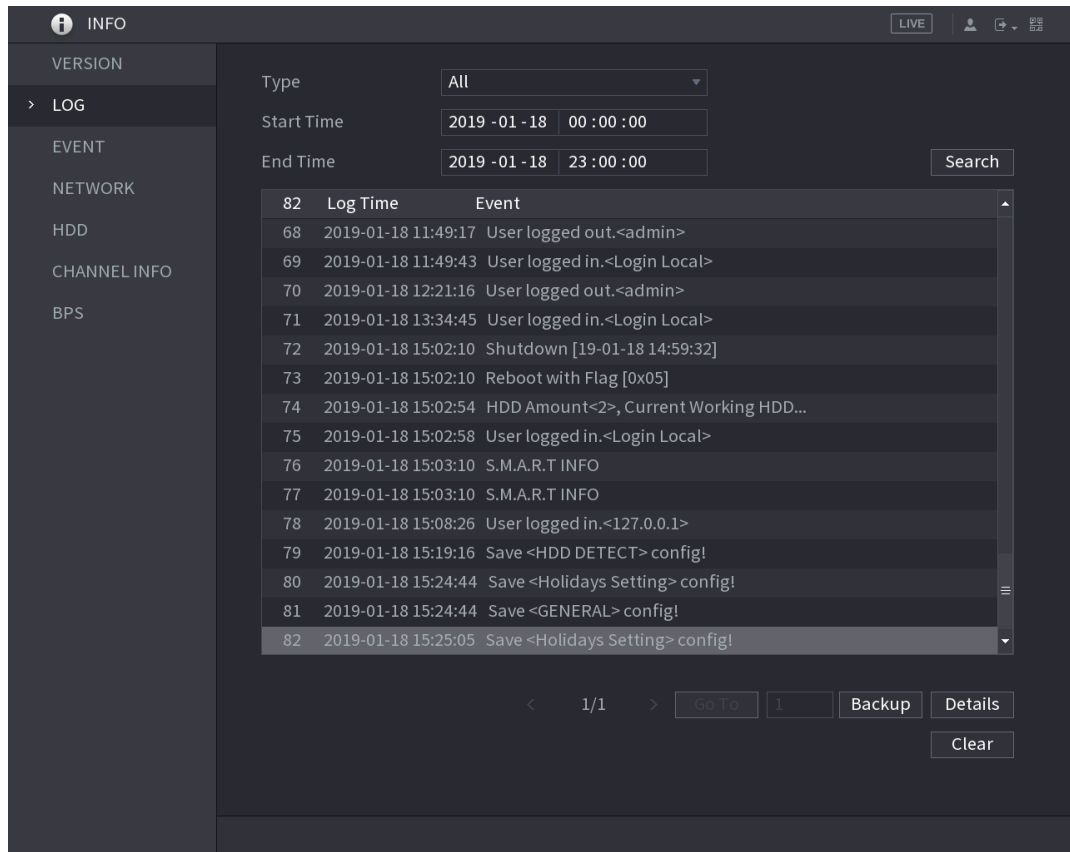 INFO LIVE
VERSION
LOG
EVENT
NETWORK
HDD
CHANNEL INFO
BPS
Type All
Start Time 2019 -01 -18 00 :00 :00
End Time 2019 -01 -18 23 :00 :00
Search
82 Log Time Event
68 2019-01-18 11:49:17 User logged out.<admin>
69 2019-01-18 11:49:43 User logged in.<Login Local>
70 2019-01-18 12:21:16 User logged out.<admin>
71 2019-01-18 13:34:45 User logged in.<Login Local>
72 2019-01-18 15:02:10 Shutdown [19-01-18 14:59:32]
73 2019-01-18 15:02:10 Reboot with Flag [0x05]
74 2019-01-18 15:02:54 HDD Amount<2>, Current Working HDD...
75 2019-01-18 15:02:58 User logged in.<Login Local>
76 2019-01-18 15:03:10 S.M.A.R.T INFO
77 2019-01-18 15:03:10 S.M.A.R.T INFO
78 2019-01-18 15:08:26 User logged in.<127.0.0.1>
79 2019-01-18 15:19:16 Save <HDD DETECT> config!
80 2019-01-18 15:24:44 Save <Holidays Setting> config!
81 2019-01-18 15:24:44 Save <GENERAL> config!
82 2019-01-18 15:25:05 Save <Holidays Setting> config!
1/1 Go To 1 Backup Details
Clear